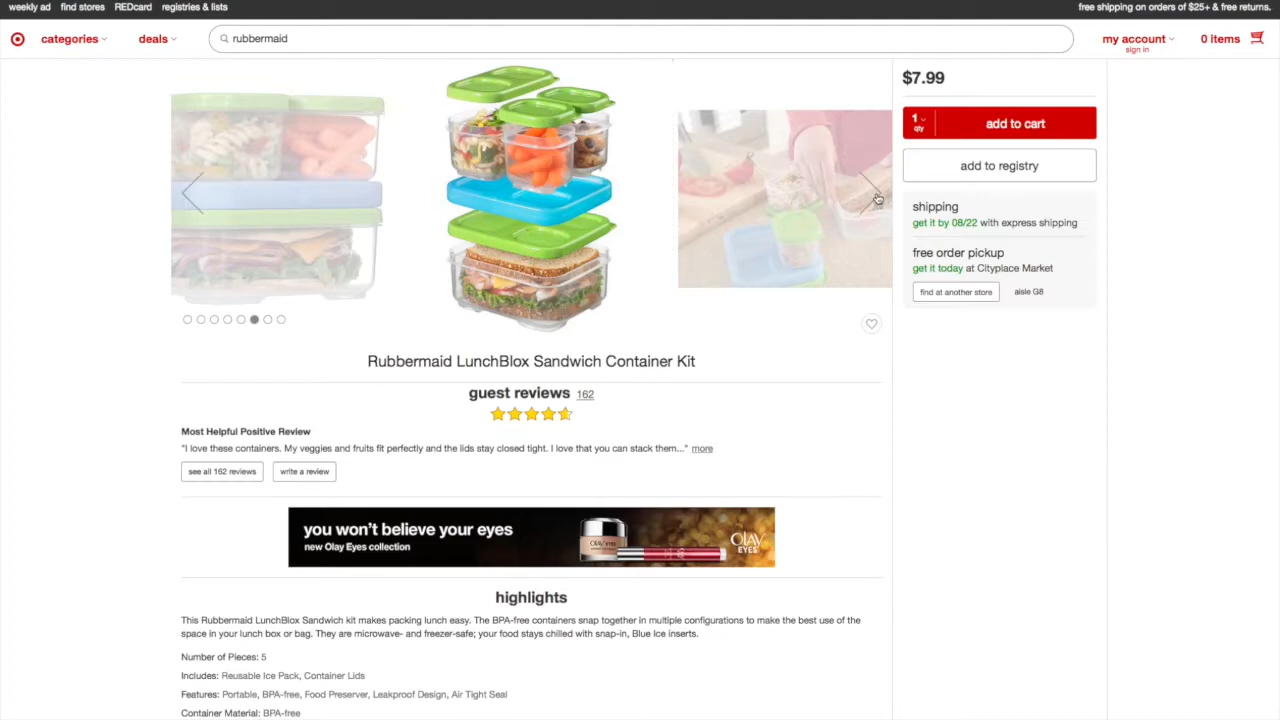 weekly ad find stores REDcard registries & lists free shipping on orders of $25+ & free returns.
categories deals rubbermaid my account 0 items
sign in
$7.99
1 add to cart
qty
add to registry
shipping
get it by 08/22 with express shipping
free order pickup
get it today at Cityplace Market
find at another store aisle G8
Rubbermaid LunchBlox Sandwich Container Kit
guest reviews 162
Most Helpful Positive Review
"I love these containers. My veggies and fruits fit perfectly and the lids stay closed tight. I love that you can stack them..." more
see all 162 reviews write a review
you won't believe your eyes
new Olay Eyes collection
OLAY EYES
OLAY
EYES
highlights
This Rubbermaid LunchBlox Sandwich kit makes packing lunch easy. The BPA-free containers snap together in multiple configurations to make the best use of the
space in your lunch box or bag. They are microwave- and freezer-safe; your food stays chilled with snap-in, Blue Ice inserts.
Number of Pieces: 5
Includes: Reusable Ice Pack, Container Lids
Features: Portable, BPA-free, Food Preserver, Leakproof Design, Air Tight Seal
Container Material: BPA-free